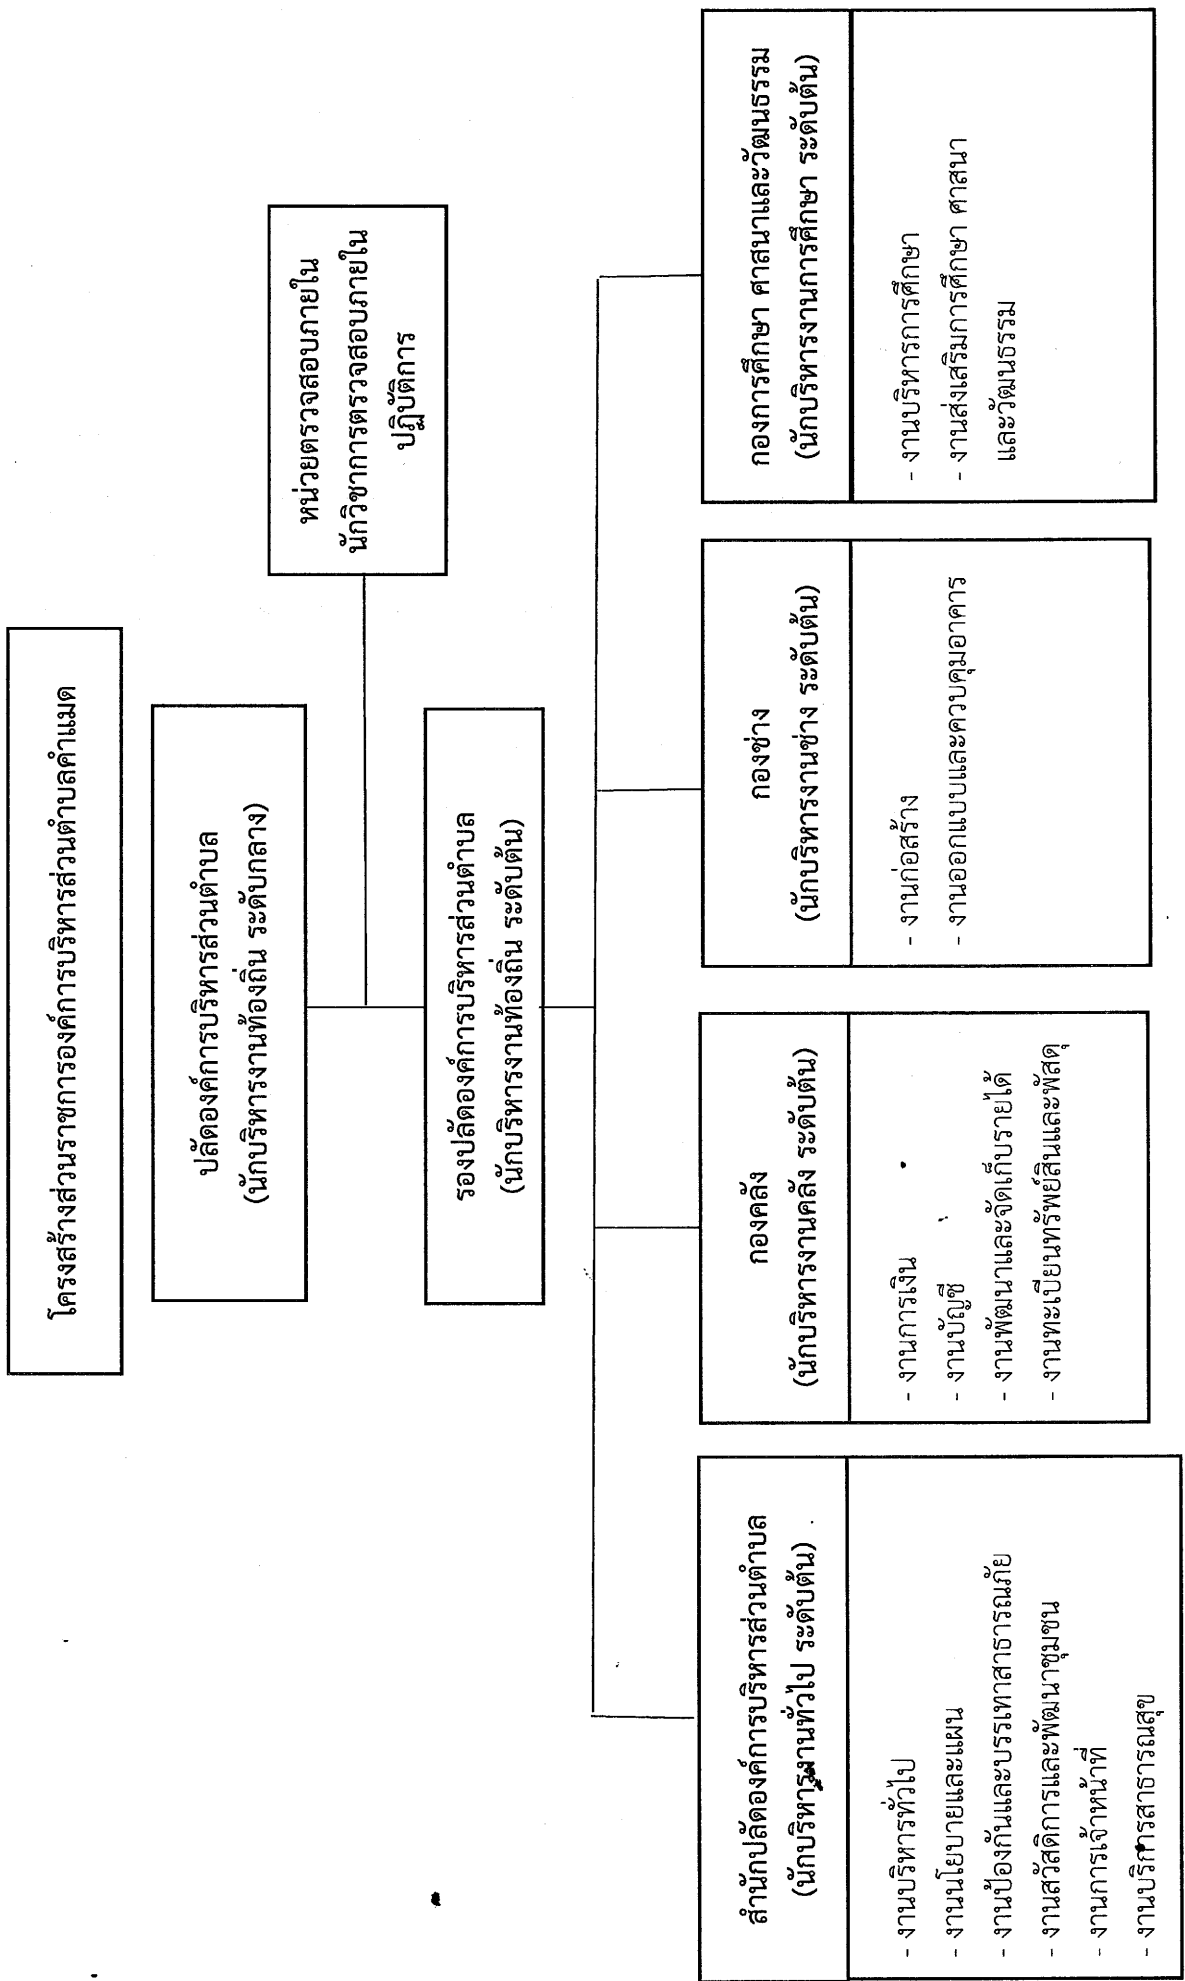 โครงสร้างส่วนราชการองค์การบริหารส่วนตำบลคำแมด
ปลัดองค์การบริหารส่วนตำบล
(นักบริหารงานท้องถิ่น ระดับกลาง)
หน่วยตรวจสอบภายใน
นักวิชาการตรวจสอบภายใน
ปฏิบัติการ
รองปลัดองค์การบริหารส่วนตำบล
(นักบริหารงานท้องถิ่น ระดับต้น)
สำนักปลัดองค์การบริหารส่วนตำบล
(นักบริหารงานทั่วไป ระดับต้น)
- งานบริหารทั่วไป
- งานนโยบายและแผน
- งานป้องกันและบรรเทาสาธารณภัย
- งานสวัสดิการและพัฒนาชุมชน
- งานการเจ้าหน้าที่
- งานบริการสาธารณสุข
กองคลัง
(นักบริหารงานคลัง ระดับต้น)
- งานการเงิน
- งานบัญชี
- งานพัฒนาและจัดเก็บรายได้
- งานทะเบียนทรัพย์สินและพัสดุ
กองช่าง
(นักบริหารงานช่าง ระดับต้น)
- งานก่อสร้าง
- งานออกแบบและควบคุมอาคาร
กองการศึกษา ศาสนาและวัฒนธรรม
(นักบริหารงานการศึกษา ระดับต้น)
- งานบริหารการศึกษา
- งานส่งเสริมการศึกษา ศาสนา
และวัฒนธรรม